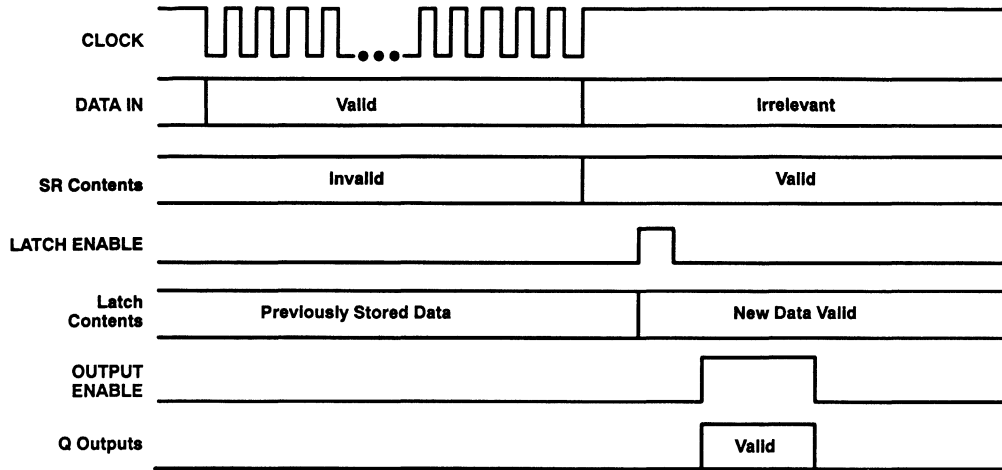 CLOCK
DATA IN
Valid
Irrelevant
SR Contents
Invalid
Valid
LATCH ENABLE
Latch
Contents
Previously Stored Data
New Data Valid
OUTPUT
ENABLE
Q Outputs
Valid